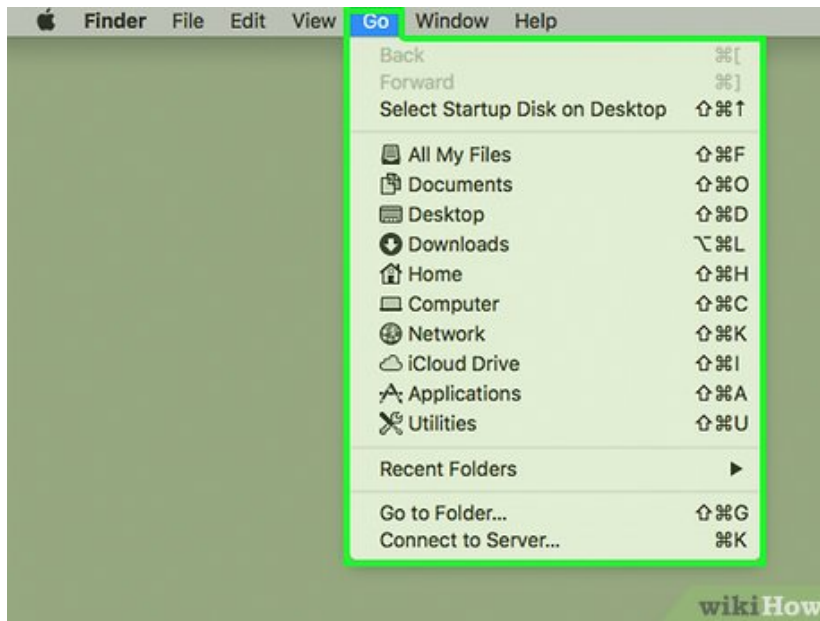 Finder File Edit View Go Window Help
Back ⌘[
Forward ⌘]
Select Startup Disk on Desktop ⇧⌘↑
All My Files ⇧⌘F
Documents ⇧⌘O
Desktop ⇧⌘D
Downloads ⌥⌘L
Home ⇧⌘H
Computer ⇧⌘C
Network ⇧⌘K
iCloud Drive ⇧⌘I
Applications ⇧⌘A
Utilities ⇧⌘U
Recent Folders ▶
Go to Folder... ⇧⌘G
Connect to Server... ⌘K
wikiHow